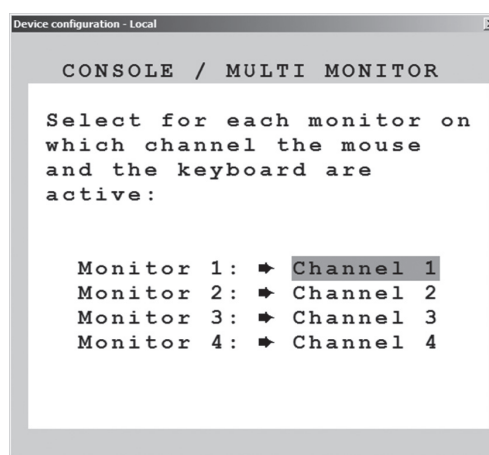 Device configuration - Local
CONSOLE / MULTI MONITOR
Select for each monitor on
which channel the mouse
and the keyboard are
active:
Monitor 1: ➨ Channel 1
Monitor 2: ➨ Channel 2
Monitor 3: ➨ Channel 3
Monitor 4: ➨ Channel 4